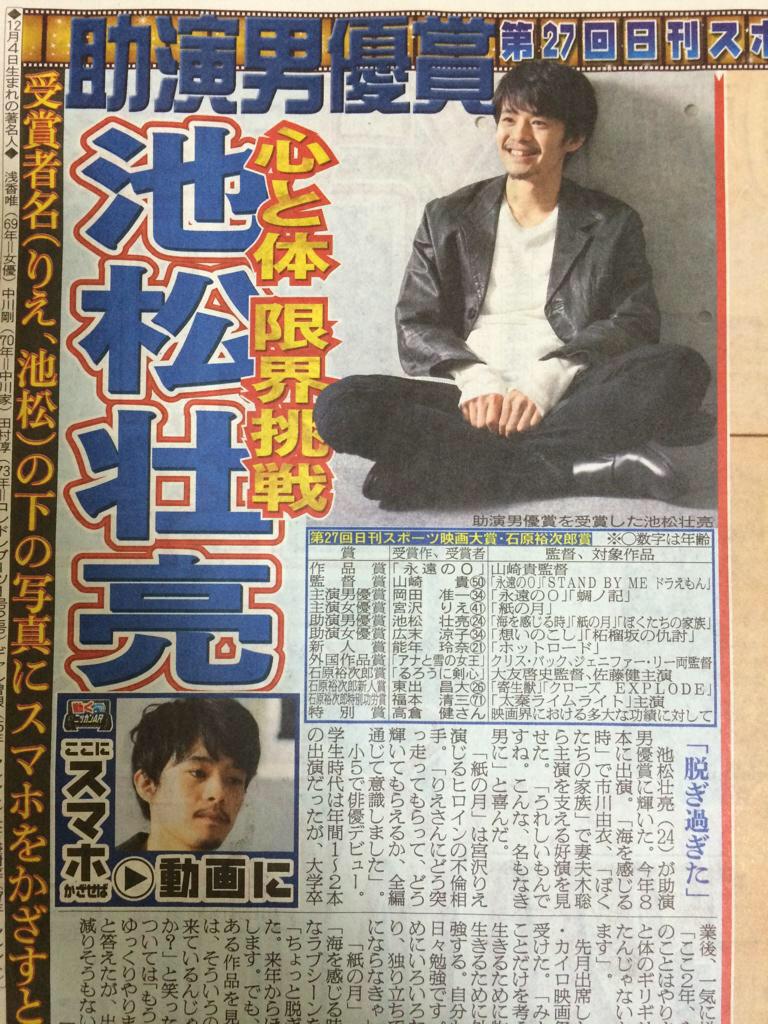 助演男優賞
第27回日刊スポ
◆12月4日生まれの著名人◆ 浅香唯(69年=女優) 中川剛(70年=中川家) 田村淳(73年=ロンドンブーツ1号2号)
受賞者名(りえ、池松)の下の写真にスマホをかざすと
心と体 限界挑戦
池松壮亮
助演男優賞を受賞した池松壮亮
第27回日刊スポーツ映画大賞・石原裕次郎賞 ※○数字は年齢
賞 受賞作、受賞者 監督、対象作品
作品賞 「永遠の0」 山崎貴監督
監督賞 山崎 貴㊿ 「永遠の0」「STAND BY ME ドラえもん」
主演男優賞 岡田 准一㉞ 「永遠の0」「蜩ノ記」
主演女優賞 宮沢 りえ㊶ 「紙の月」
助演男優賞 池松 壮亮㉔ 「海を感じる時」「紙の月」「ぼくたちの家族」
助演女優賞 広末 涼子㉞ 「想いのこし」「柘榴坂の仇討」
新人賞 能年 玲奈㉑ 「ホットロード」
外国作品賞 「アナと雪の女王」 クリス・バック、ジェニファー・リー両監督
石原裕次郎賞 「るろうに剣心」 大友啓史監督、佐藤健主演
石原裕次郎新人賞 東出 昌大㉖ 「寄生獣」「クローズ EXPLODE」
石原裕次郎特別功労賞 福本 清三(71) 「太秦ライムライト」主演
特別賞 高倉 健さん 映画界における多大な功績に対して
動く
ニッカンAR
ここに
スマホ
かざせば
動画に
「脱ぎ過ぎた」
池松壮亮(24)が助演
男優賞に輝いた。今年8
本に出演。「海を感じる
時」で市川由衣、「ぼく
たちの家族」で妻夫木聡
ら主演を支える好演を見
せた。「うれしいもんで
すね。こんな、名もなき
男に」と喜んだ。
「紙の月」は宮沢りえ
演じるヒロインの不倫相
手。「りえさんにどう突
っ走ってもらって、どう
輝いてもらえるか、全編
通じて意識しました」。
小5で俳優デビュー。
学生時代は年間1〜2本
の出演だったが、大学卒
業後、一気に
「ここ2年、
のことはやり
と体のギリギ
たんじゃない
ます」。
先月出席し
・カイロ映画
受けた。「み
ことだけを考
生きるために
生きるために
強する。自分
日々勉強です
めにいろいろ
り、独り立ち
にならなきゃ
「紙の月」
「海を感じる時
なラブシーンを
「ちょっと脱ぎ
た。来年からほ
します。でも、
ある作品を見
は、そういうの
来ているんじゃ
か?」と笑った
ついては「もう
ゆっくりやりま
と答えたが、出
減りそうもない